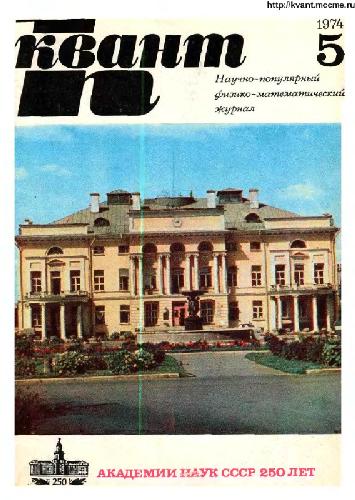 http://kvant.mccme.ru
квант
1974
5
Научно-популярный
физико-математический
журнал
250
АКАДЕМИИ НАУК СССР 250 ЛЕТ